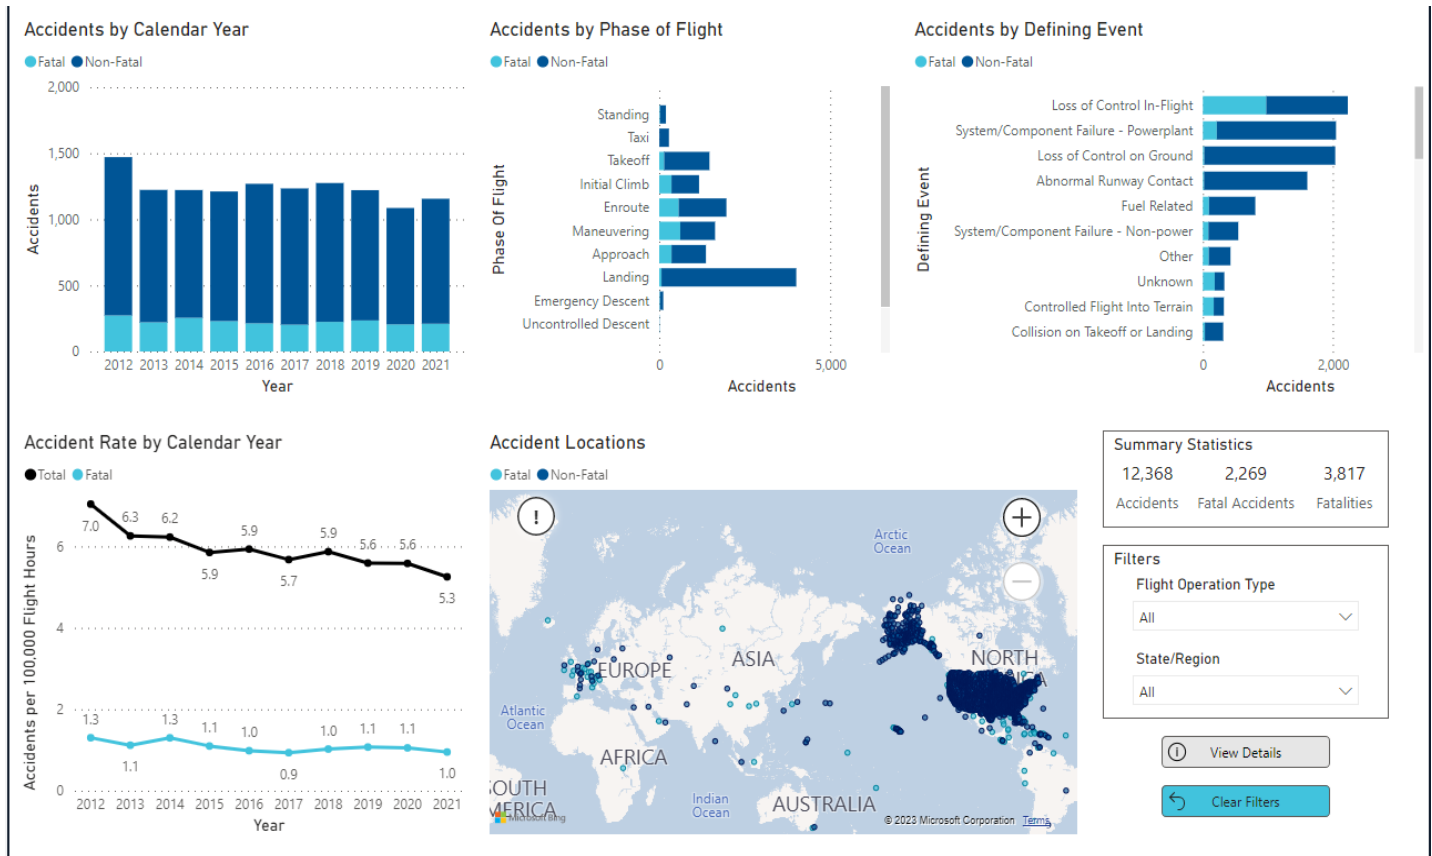 Accidents by Calendar Year
Fatal Non-Fatal
2,000
1,500
1,000
500
0
Accidents
2012 2013 2014 2015 2016 2017 2018 2019 2020 2021
Year
Accidents by Phase of Flight
Fatal Non-Fatal
Phase Of Flight
Standing
Taxi
Takeoff
Initial Climb
Enroute
Maneuvering
Approach
Landing
Emergency Descent
Uncontrolled Descent
0 5,000
Accidents
Accidents by Defining Event
Fatal Non-Fatal
Defining Event
Loss of Control In-Flight
System/Component Failure - Powerplant
Loss of Control on Ground
Abnormal Runway Contact
Fuel Related
System/Component Failure - Non-power
Other
Unknown
Controlled Flight Into Terrain
Collision on Takeoff or Landing
0 2,000
Accidents
Accident Rate by Calendar Year
Total Fatal
Accidents per 100,000 Flight Hours
7.0 6.3 6.2 5.9 5.9 5.7 5.9 5.6 5.6 5.3
6
4
2
1.3 1.1 1.3 1.1 1.0 0.9 1.0 1.1 1.1 1.0
0
2012 2013 2014 2015 2016 2017 2018 2019 2020 2021
Year
Accident Locations
Fatal Non-Fatal
!
Arctic
Ocean
EUROPE
ASIA
NORTH
ICA
Atlantic
Ocean
AFRICA
SOUTH
MERICA
Indian
Ocean
AUSTRALIA
Microsoft Bing
© 2023 Microsoft Corporation Terms
Summary Statistics
12,368 2,269 3,817
Accidents Fatal Accidents Fatalities
Filters
Flight Operation Type
All
State/Region
All
View Details
Clear Filters